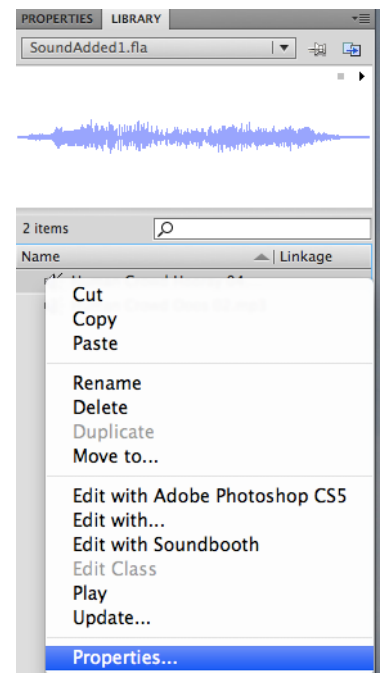 PROPERTIES LIBRARY
SoundAdded1.fla
2 items
Name Linkage
Cut
Copy
Paste
Rename
Delete
Duplicate
Move to...
Edit with Adobe Photoshop CS5
Edit with...
Edit with Soundbooth
Edit Class
Play
Update...
Properties...